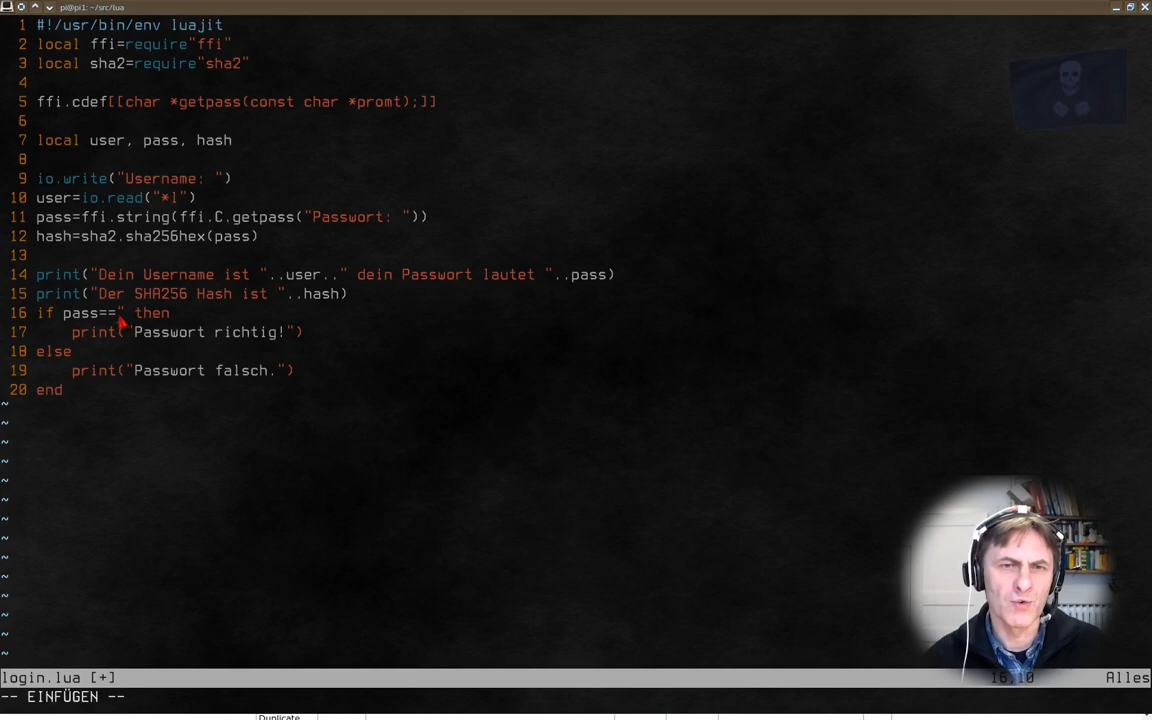 pi@pi1: ~/src/lua
1 #!/usr/bin/env luajit
2 local ffi=require"ffi"
3 local sha2=require"sha2"
4
5 ffi.cdef[[char *getpass(const char *promt);]]
6
7 local user, pass, hash
8
9 io.write("Username: ")
10 user=io.read("*l")
11 pass=ffi.string(ffi.C.getpass("Passwort: "))
12 hash=sha2.sha256hex(pass)
13
14 print("Dein Username ist "..user.." dein Passwort lautet "..pass)
15 print("Der SHA256 Hash ist "..hash)
16 if pass==" then
17     print("Passwort richtig!")
18 else
19     print("Passwort falsch.")
20 end
~
~
~
~
~
~
~
~
~
~
~
~
~
~
login.lua [+] 16,10 Alles
-- EINFÜGEN --
Duplicate